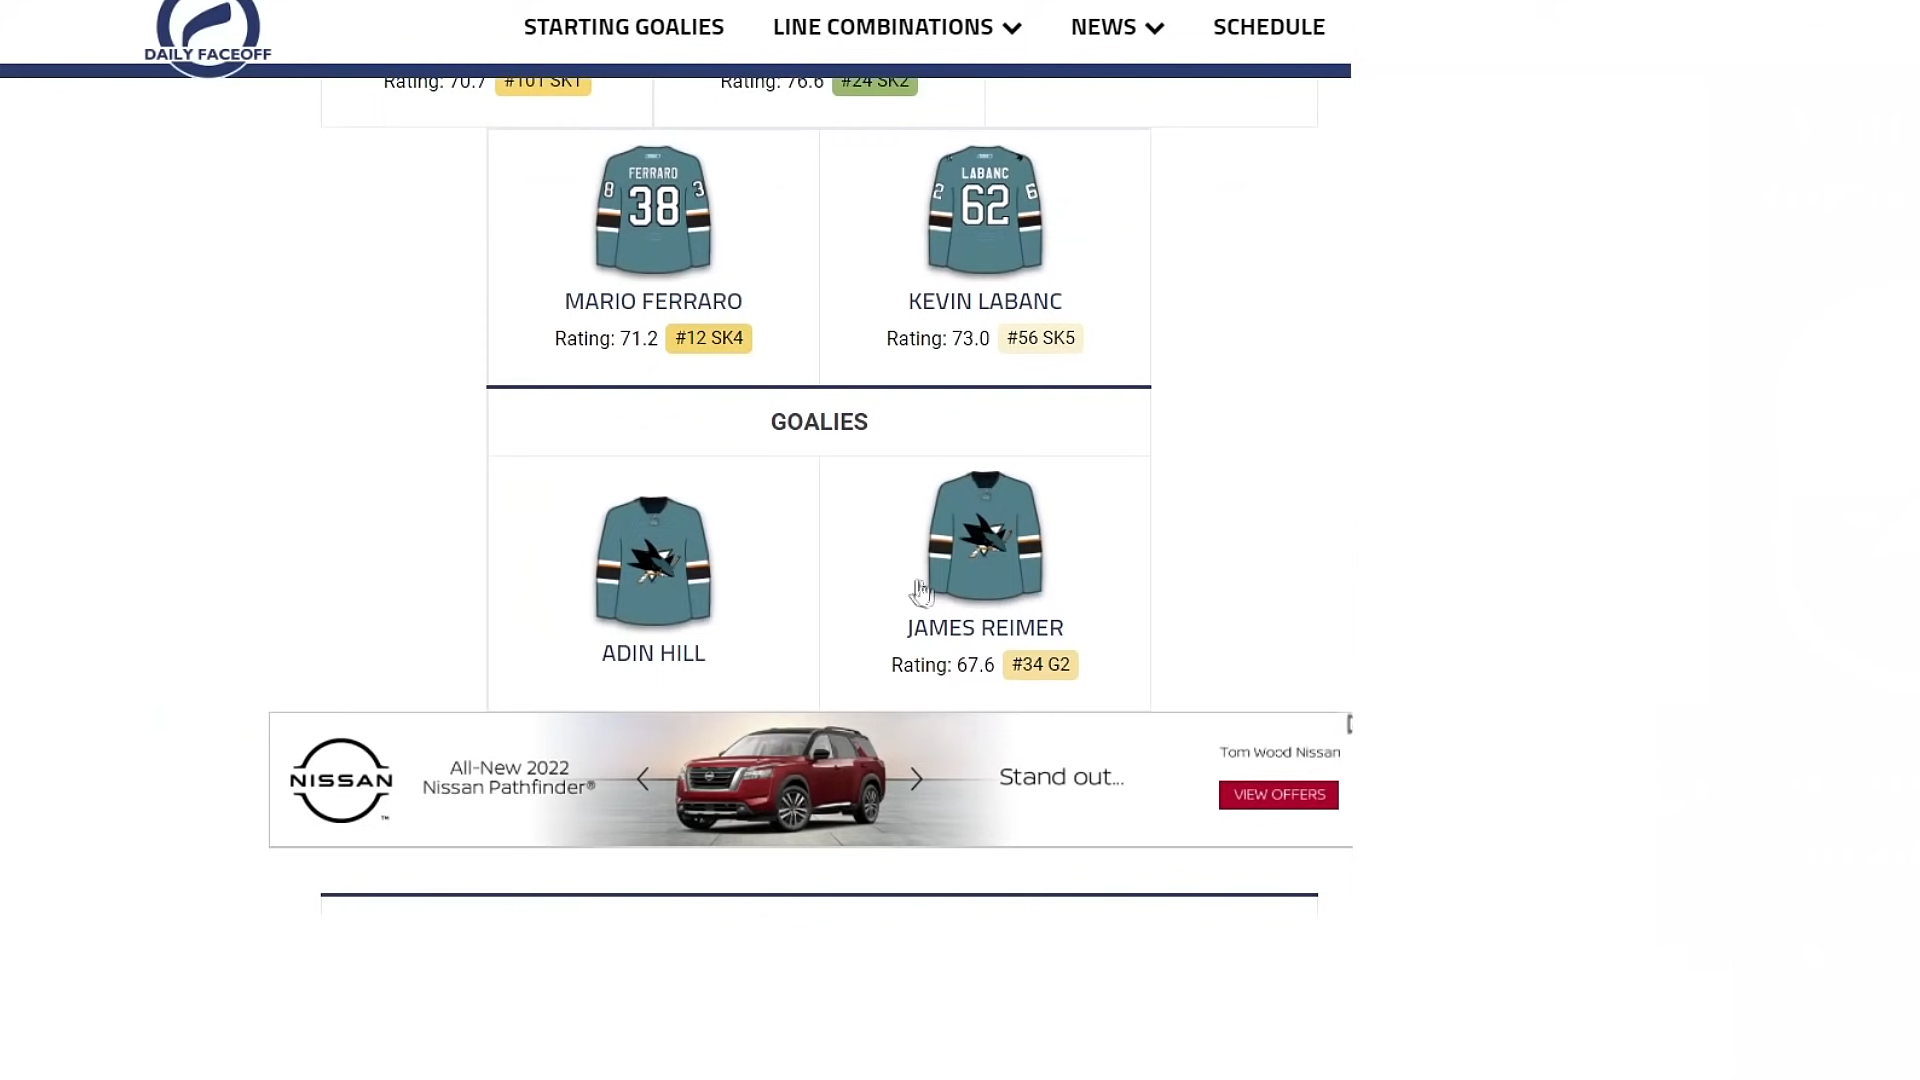 STARTING GOALIES
LINE COMBINATIONS
NEWS
SCHEDULE
DAILY FACEOFF
Rating: 70.7 #101 SK1
Rating: 76.6 #24 SK2
FERRARO
8 38 3
LABANC
2 62 6
MARIO FERRARO
KEVIN LABANC
Rating: 71.2 #12 SK4
Rating: 73.0 #56 SK5
GOALIES
ADIN HILL
JAMES REIMER
Rating: 67.6 #34 G2
NISSAN
All-New 2022
Nissan Pathfinder®
Stand out...
Tom Wood Nissan
VIEW OFFERS